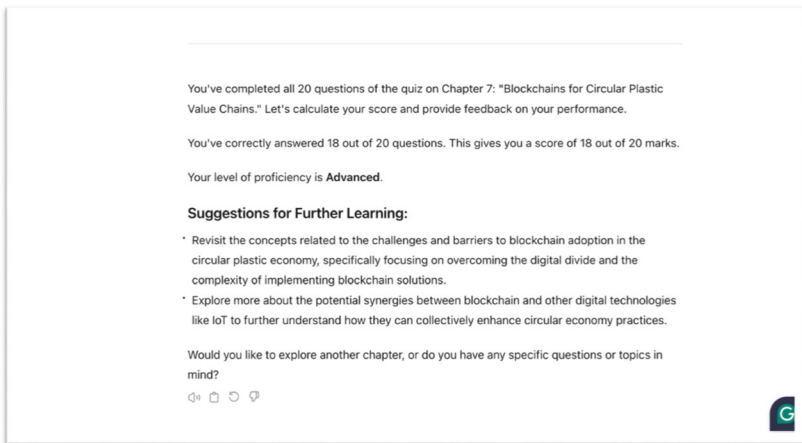 You've completed all 20 questions of the quiz on Chapter 7: "Blockchains for Circular Plastic
Value Chains." Let's calculate your score and provide feedback on your performance.
You've correctly answered 18 out of 20 questions. This gives you a score of 18 out of 20 marks.
Your level of proficiency is Advanced.
Suggestions for Further Learning:
• Revisit the concepts related to the challenges and barriers to blockchain adoption in the
circular plastic economy, specifically focusing on overcoming the digital divide and the
complexity of implementing blockchain solutions.
• Explore more about the potential synergies between blockchain and other digital technologies
like IoT to further understand how they can collectively enhance circular economy practices.
Would you like to explore another chapter, or do you have any specific questions or topics in
mind?
G